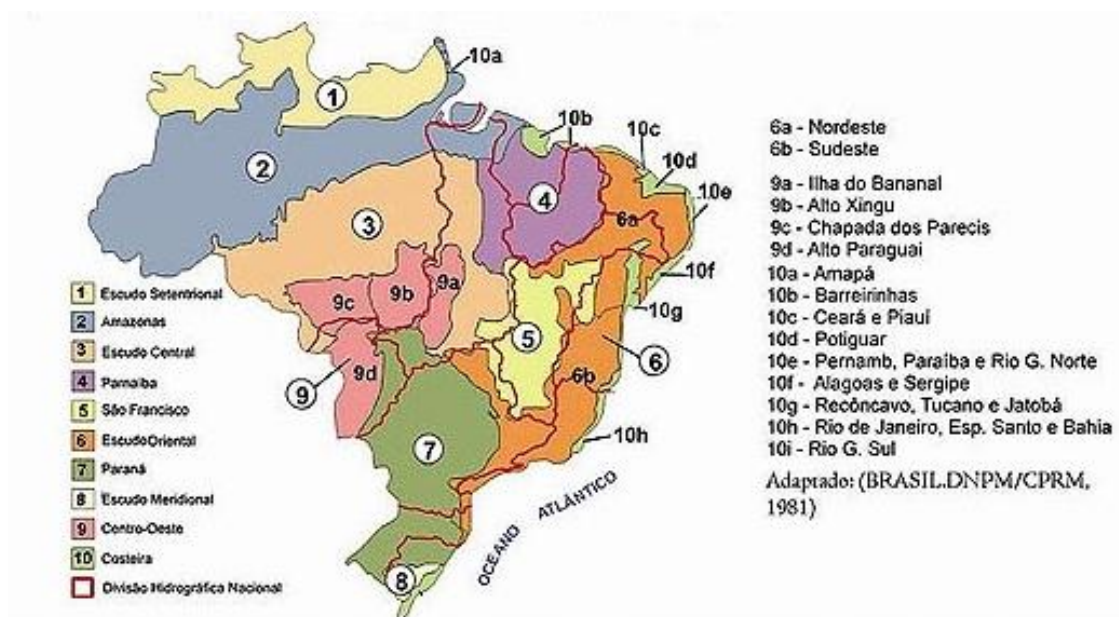 10a
1
10b
10c
10d
10e
2
4
6a
3
10f
9a
9b
9c
10g
5
6
9d
6b
9
10h
7
8
OCEANO ATLÂNTICO
1 Escudo Setentrional
2 Amazonas
3 Escudo Central
4 Parnaíba
5 São Francisco
6 Escudo Oriental
7 Paraná
8 Escudo Meridional
9 Centro-Oeste
10 Costeira
Divisão Hidrográfica Nacional
6a - Nordeste
6b - Sudeste
9a - Ilha do Bananal
9b - Alto Xingu
9c - Chapada dos Parecis
9d - Alto Paraguai
10a - Amapá
10b - Barreirinhas
10c - Ceará e Piauí
10d - Potiguar
10e - Pernamb, Paraíba e Rio G. Norte
10f - Alagoas e Sergipe
10g - Recôncavo, Tucano e Jatobá
10h - Rio de Janeiro, Esp. Santo e Bahia
10i - Rio G. Sul
Adaptado: (BRASIL.DNPM/CPRM,
1981)